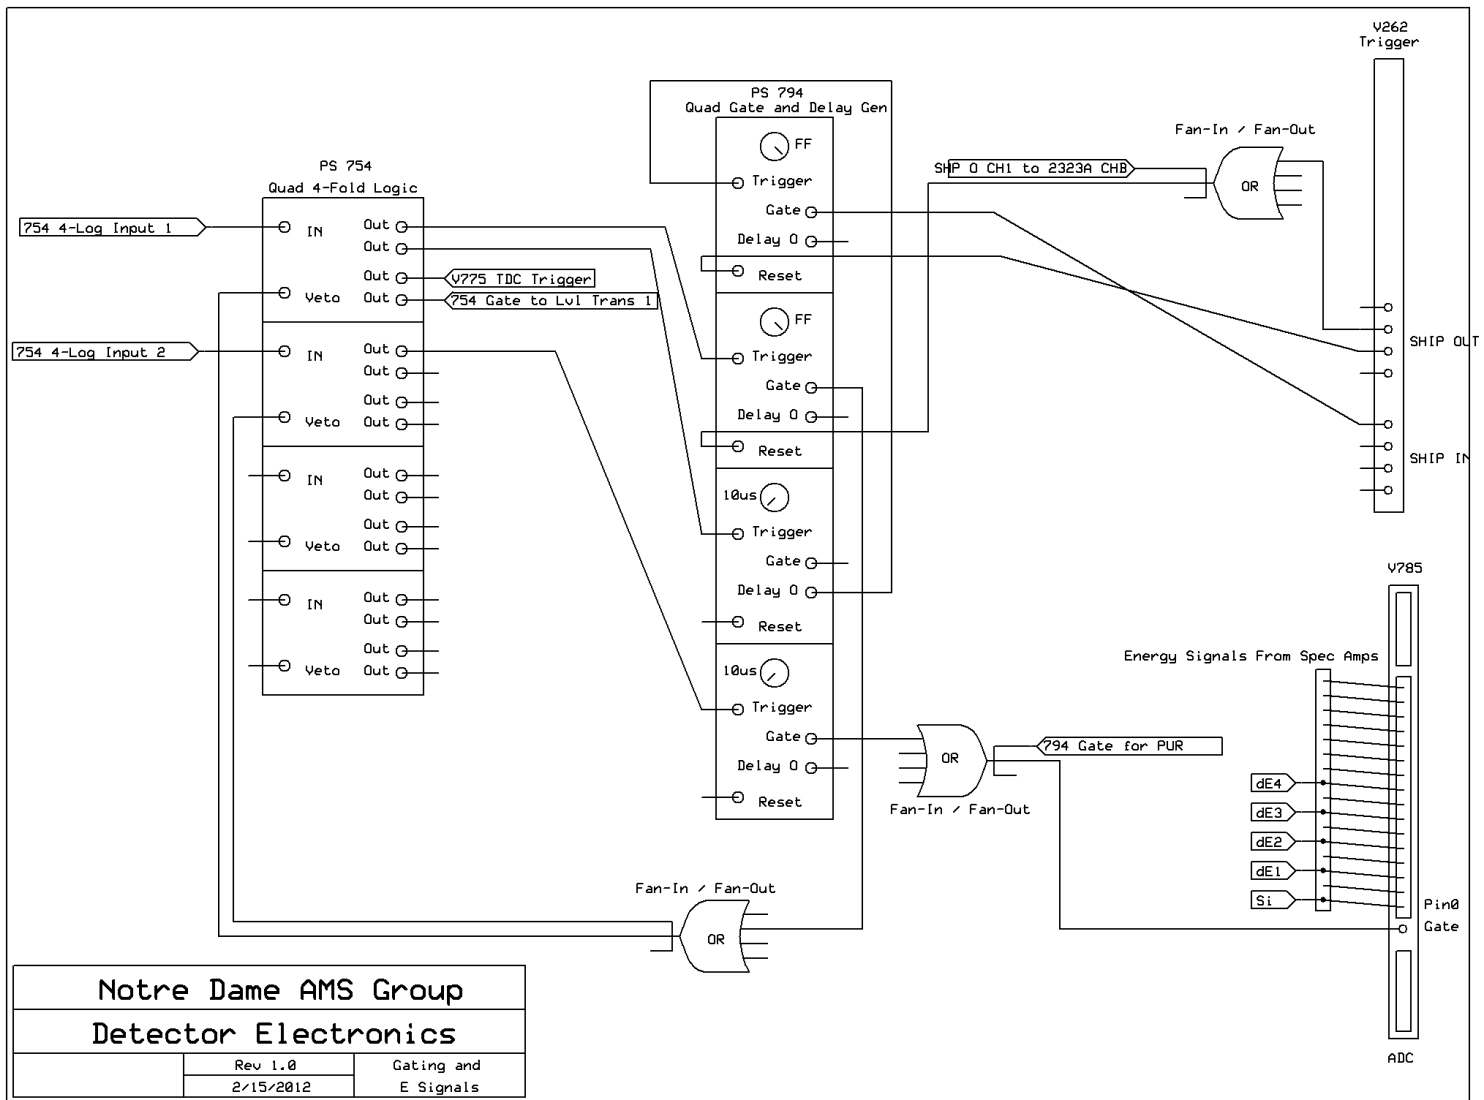 V262
Trigger
Fan-In / Fan-Out
SHP O CH1 to 2323A CHB
OR
SHIP OUT
SHIP IN
PS 794
Quad Gate and Delay Gen
FF
Trigger
Gate
Delay O
Reset
FF
Trigger
Gate
Delay O
Reset
10us
Trigger
Gate
Delay O
Reset
10us
Trigger
Gate
Delay O
Reset
PS 754
Quad 4-Fold Logic
754 4-Log Input 1
IN
Out
Out
Out
V775 TDC Trigger
Veto
Out
754 Gate to Lvl Trans 1
754 4-Log Input 2
IN
Out
Out
Out
Veto
Out
IN
Out
Out
Out
Veto
Out
IN
Out
Out
Out
Veto
Out
V785
Energy Signals From Spec Amps
794 Gate for PUR
OR
Fan-In / Fan-Out
dE4
dE3
dE2
dE1
Si
Pin0
Gate
ADC
Fan-In / Fan-Out
OR
Notre Dame AMS Group
Detector Electronics
Rev 1.0
2/15/2012
Gating and
E Signals